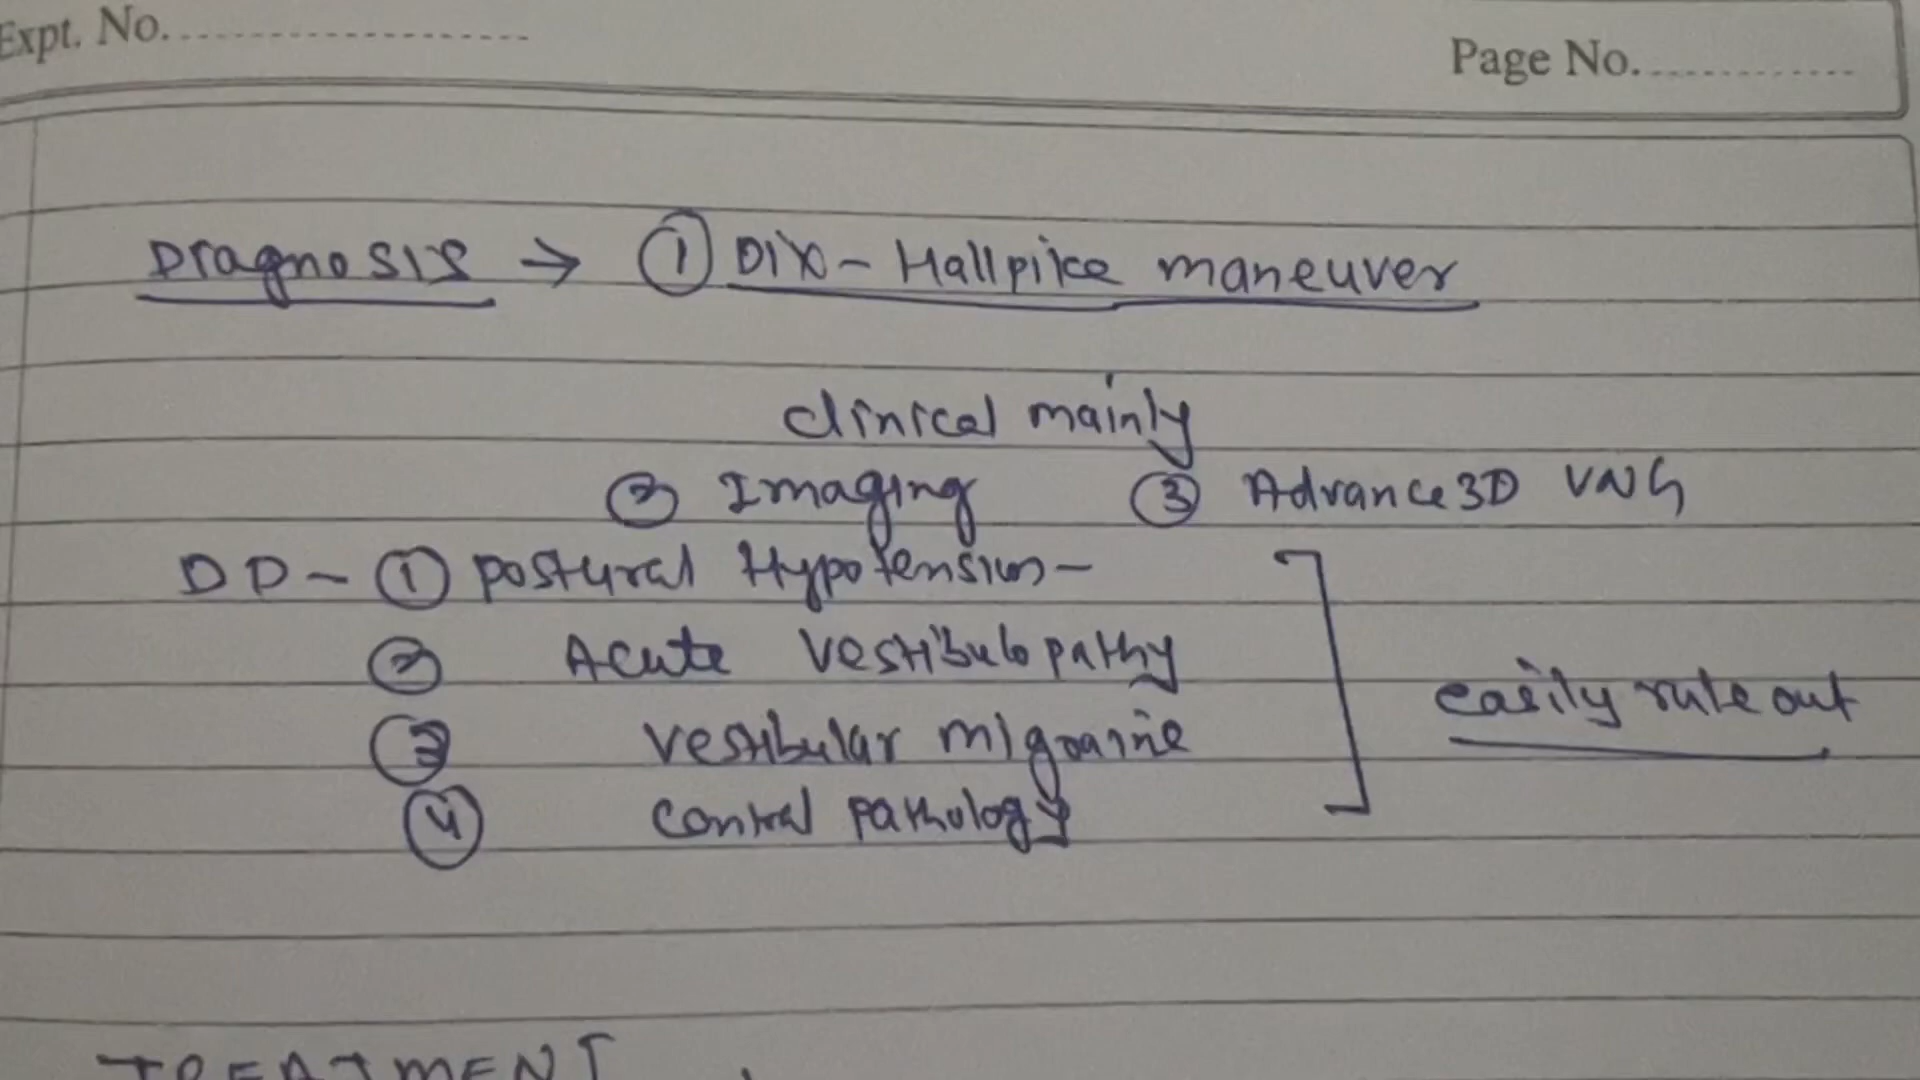 Expt. No.
Page No.
Diagnosis → ① Dix-Hallpike maneuver
clinical mainly
② Imaging ③ Advance 3D VNG
DD - ① Postural Hypotension -
② Acute Vestibulopathy
③ Vestibular migraine
④ Central pathology
easily rule out
TREATMENT